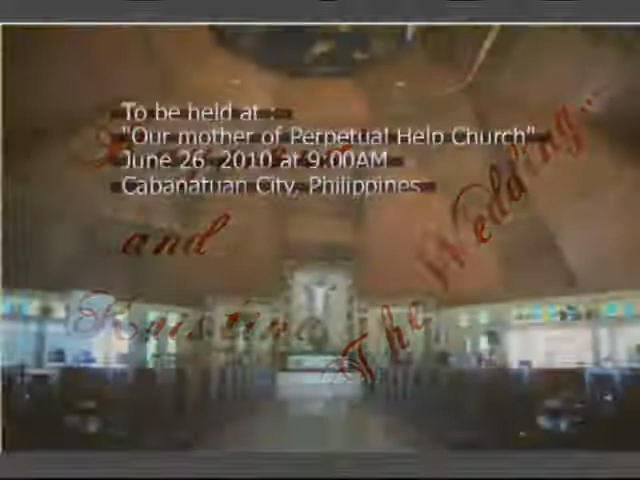 To be held at :
"Our mother of Perpetual Help Church"
June 26, 2010 at 9:00AM
Cabanatuan City, Philippines
and
The Wedding...